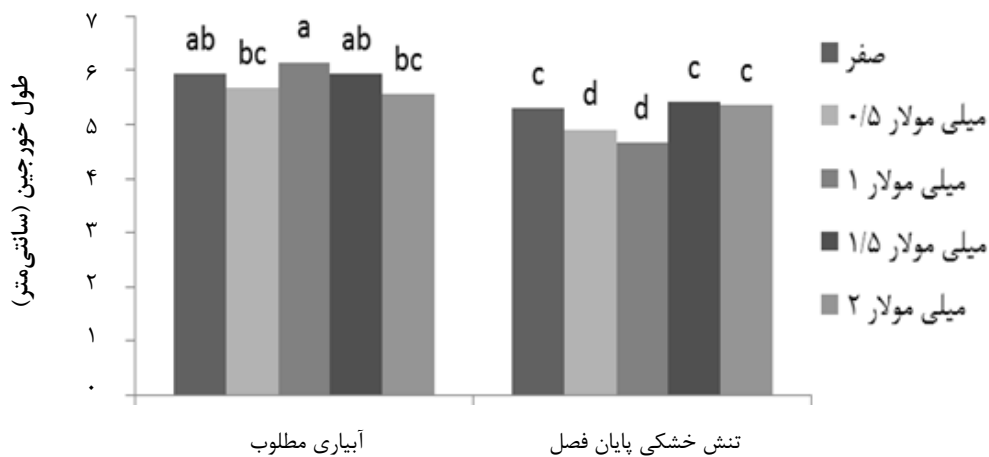 طول خورجین (سانتی‌متر)
۷
۶
۵
۴
۳
۲
۱
۰
ab
bc
a
ab
bc
c
d
d
c
c
آبیاری مطلوب
تنش خشکی پایان فصل
صفر
۰/۵ میلی مولار
۱ میلی مولار
۱/۵ میلی مولار
۲ میلی مولار